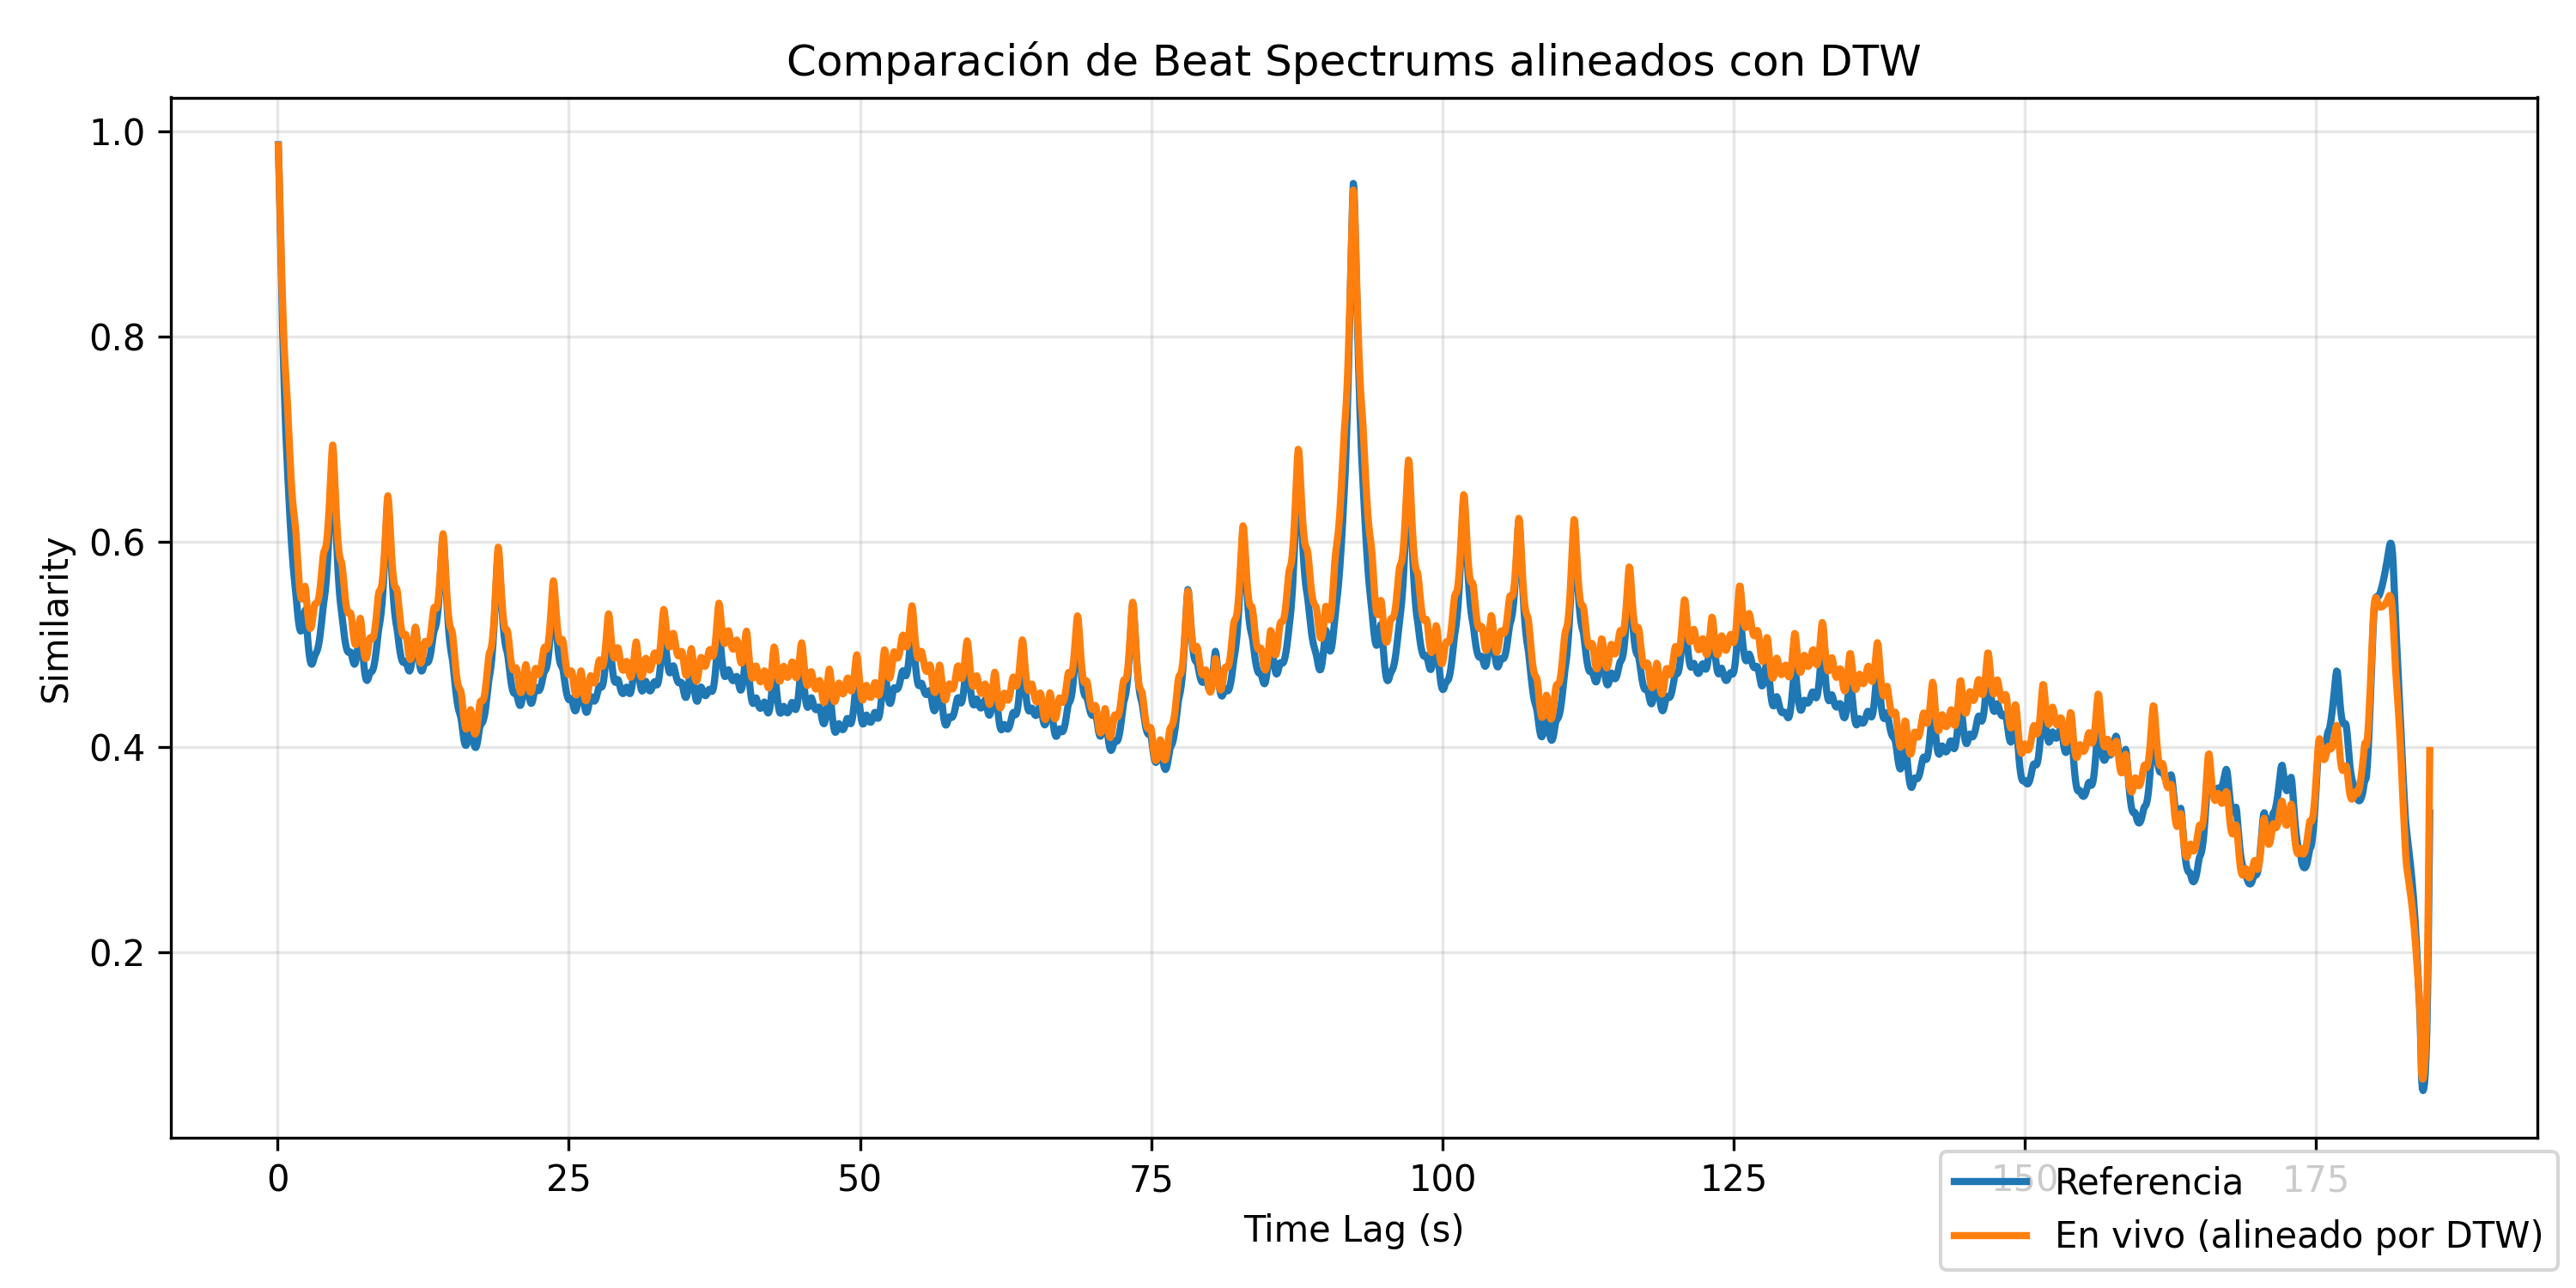 Comparación de Beat Spectrums alineados con DTW
1.0
0.8
0.6
0.4
0.2
Similarity
0 25 50 75 100 125 150 175
Time Lag (s)
Referencia
En vivo (alineado por DTW)